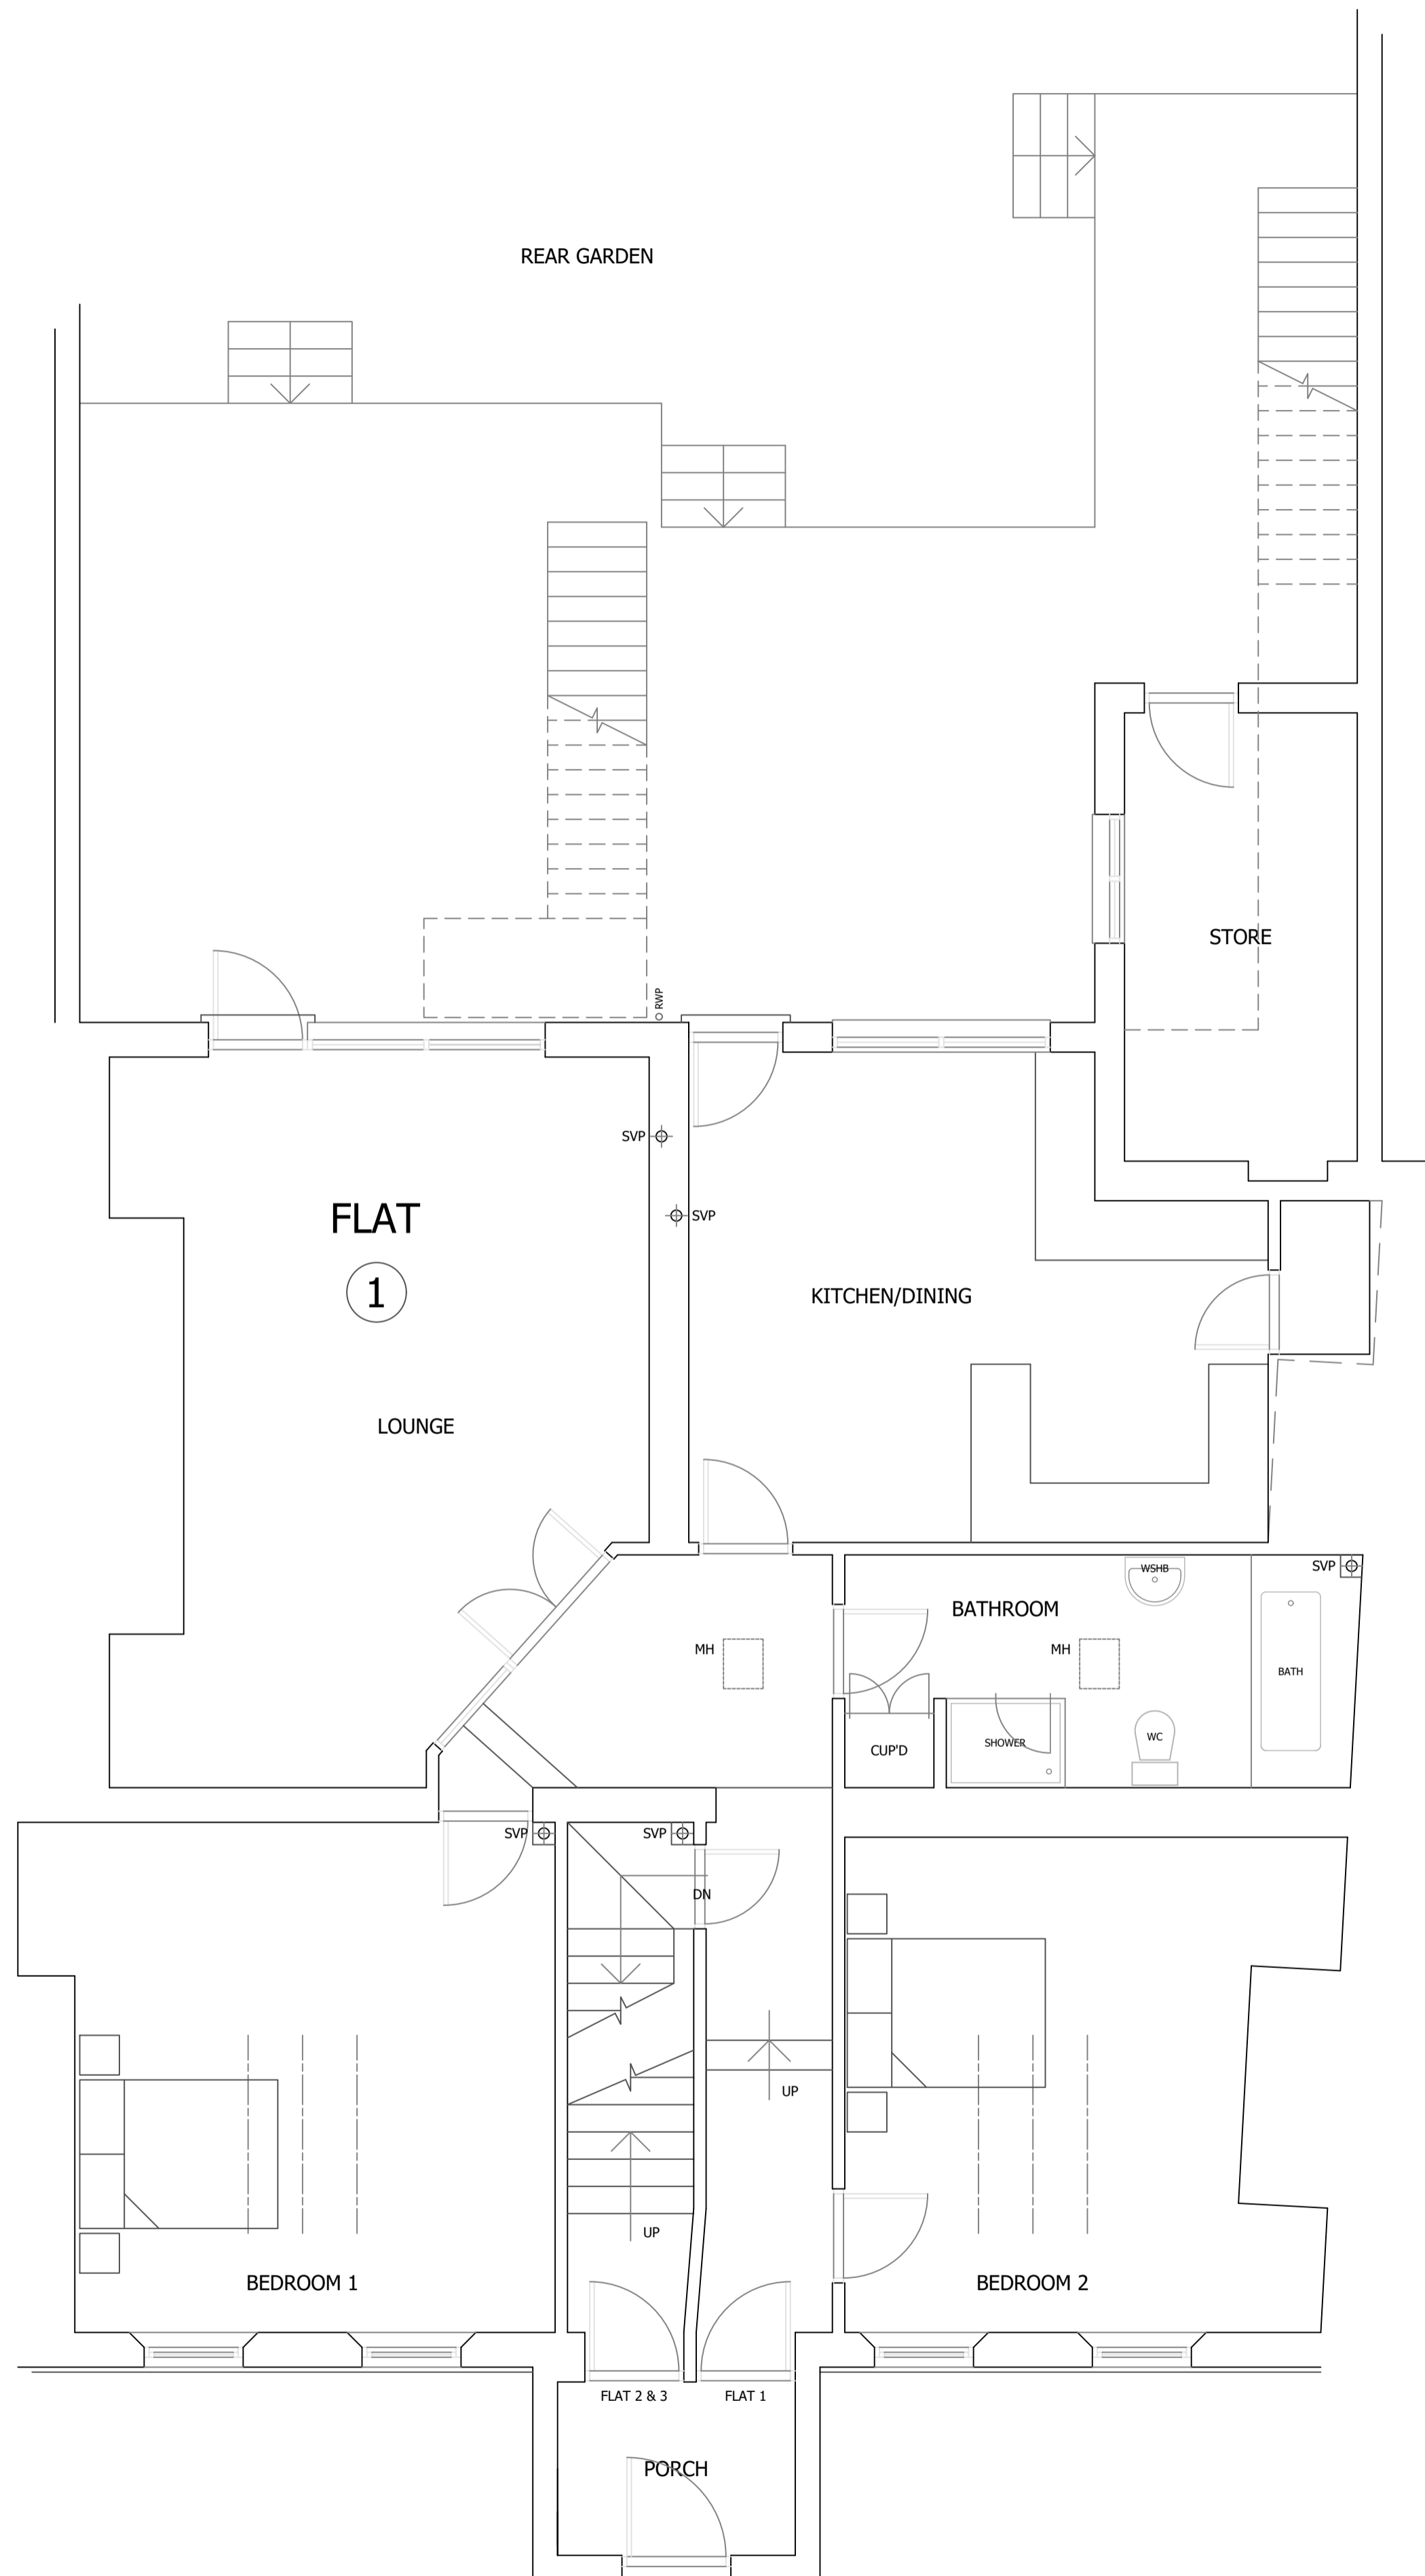 REAR GARDEN
STORE
RWP
SVP
SVP
FLAT
1
KITCHEN/DINING
LOUNGE
WSHB
SVP
BATHROOM
MH
MH
BATH
WC
SHOWER
CUP'D
SVP
SVP
DN
UP
UP
BEDROOM 1
BEDROOM 2
FLAT 2 & 3
FLAT 1
PORCH